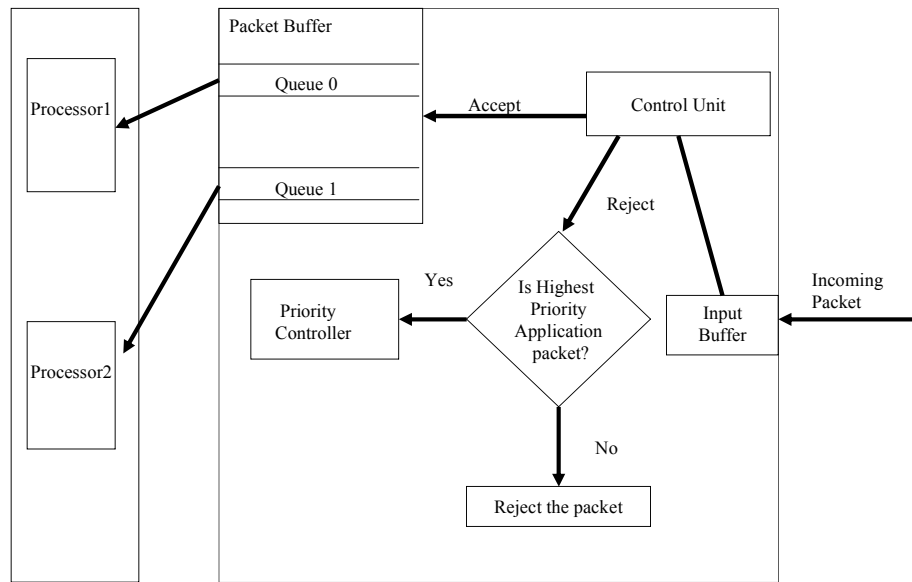 Packet Buffer
Queue 0
Processor1
Accept
Control Unit
Queue 1
Reject
Yes
Is Highest
Priority
Application
packet?
Incoming
Packet
Priority
Controller
Input
Buffer
Processor2
No
Reject the packet